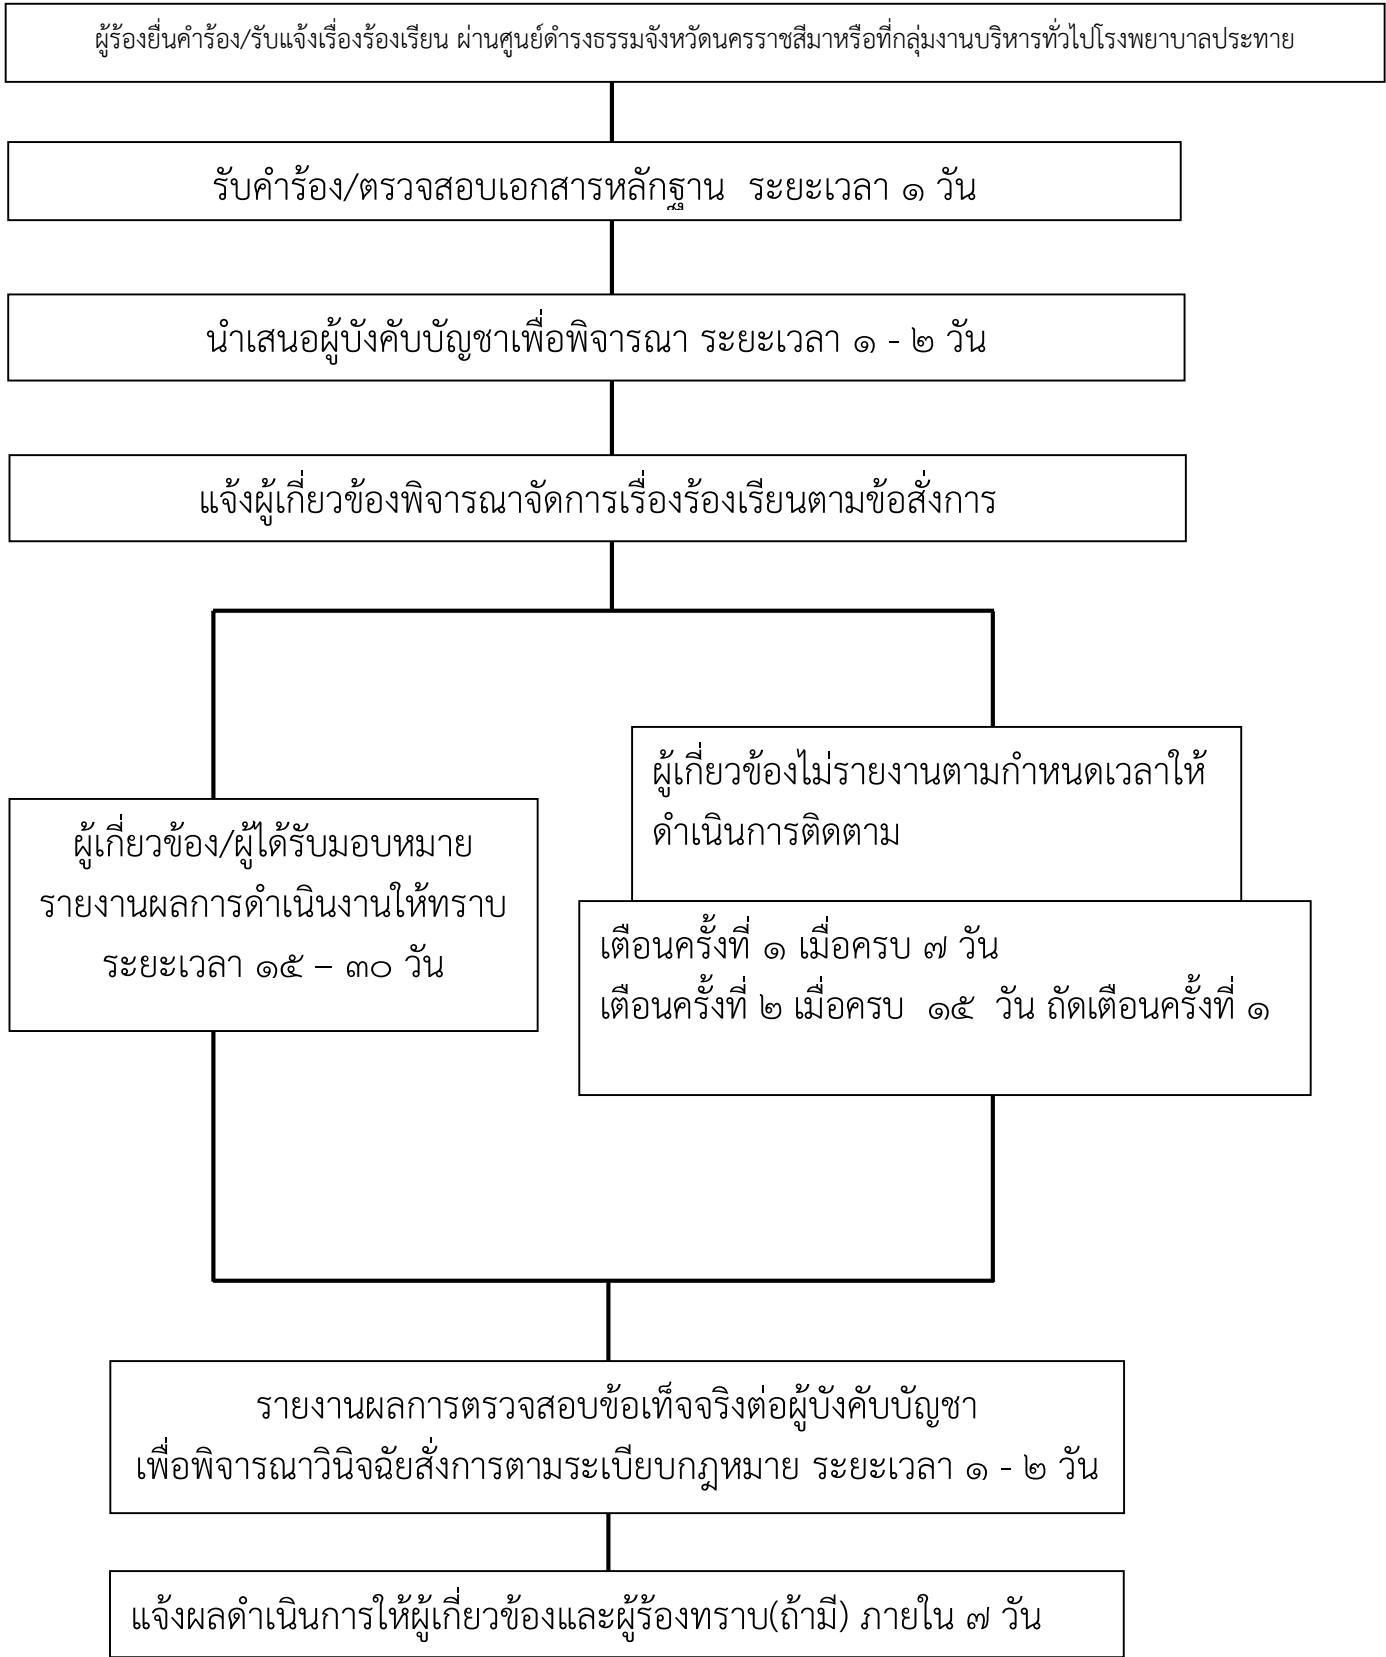 ผู้ร้องยื่นคำร้อง/รับแจ้งเรื่องร้องเรียน ผ่านศูนย์ดำรงธรรมจังหวัดนครราชสีมาหรือที่กลุ่มงานบริหารทั่วไปโรงพยาบาลประทาย
รับคำร้อง/ตรวจสอบเอกสารหลักฐาน ระยะเวลา ๑ วัน
นำเสนอผู้บังคับบัญชาเพื่อพิจารณา ระยะเวลา ๑ - ๒ วัน
แจ้งผู้เกี่ยวข้องพิจารณาจัดการเรื่องร้องเรียนตามข้อสั่งการ
ผู้เกี่ยวข้อง/ผู้ได้รับมอบหมาย
รายงานผลการดำเนินงานให้ทราบ
ระยะเวลา ๑๕ – ๓๐ วัน
ผู้เกี่ยวข้องไม่รายงานตามกำหนดเวลาให้
ดำเนินการติดตาม
เตือนครั้งที่ ๑ เมื่อครบ ๗ วัน
เตือนครั้งที่ ๒ เมื่อครบ ๑๕ วัน ถัดเตือนครั้งที่ ๑
รายงานผลการตรวจสอบข้อเท็จจริงต่อผู้บังคับบัญชา
เพื่อพิจารณาวินิจฉัยสั่งการตามระเบียบกฎหมาย ระยะเวลา ๑ - ๒ วัน
แจ้งผลดำเนินการให้ผู้เกี่ยวข้องและผู้ร้องทราบ(ถ้ามี) ภายใน ๗ วัน